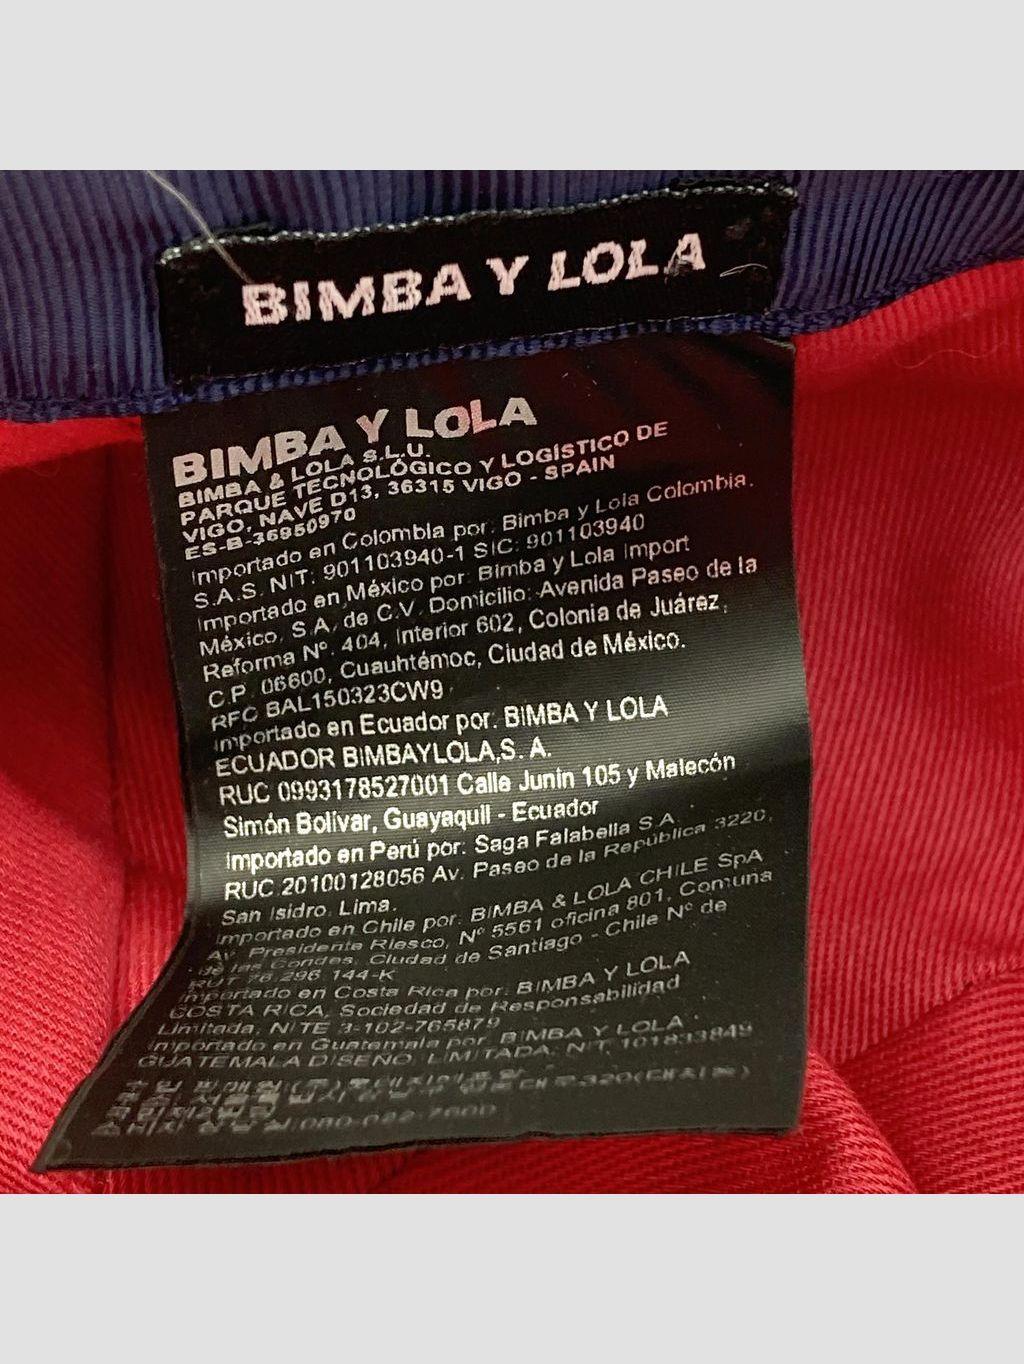 BIMBA Y LOLA
BIMBA Y LOLA
BIMBA & LOLA S.L.U.
PARQUE TECNOLÓGICO Y LOGÍSTICO DE
VIGO, NAVE D13, 36315 VIGO - SPAIN
ES-B-36950970
Importado en Colombia por: Bimba y Lola Colombia.
S.A.S. NIT: 901103940-1 SIC: 901103940
Importado en México por: Bimba y Lola Import
México, S.A. de C.V. Domicilio: Avenida Paseo de la
Reforma Nº. 404, Interior 602, Colonia de Juárez,
C.P. 06600, Cuauhtémoc, Ciudad de México.
RFC BAL150323CW9
Importado en Ecuador por: BIMBA Y LOLA
ECUADOR BIMBAYLOLA,S. A.
RUC 0993178527001 Calle Junín 105 y Malecón
Simón Bolívar, Guayaquil - Ecuador
Importado en Perú por: Saga Falabella S.A.
RUC 20100128056 Av. Paseo de la República 3220,
San Isidro. Lima.
Importado en Chile por: BIMBA & LOLA CHILE SpA
Av. Presidente Riesco, Nº 5561 oficina 801, Comuna
de las Condes, Ciudad de Santiago - Chile Nº de
RUT 76.296.144-K
Importado en Costa Rica por: BIMBA Y LOLA
COSTA RICA, Sociedad de Responsabilidad
Limitada, NITE 3-102-765879
Importado en Guatemala por: BIMBA Y LOLA
GUATEMALA DISEÑO LIMITADA. NIT. 101833849